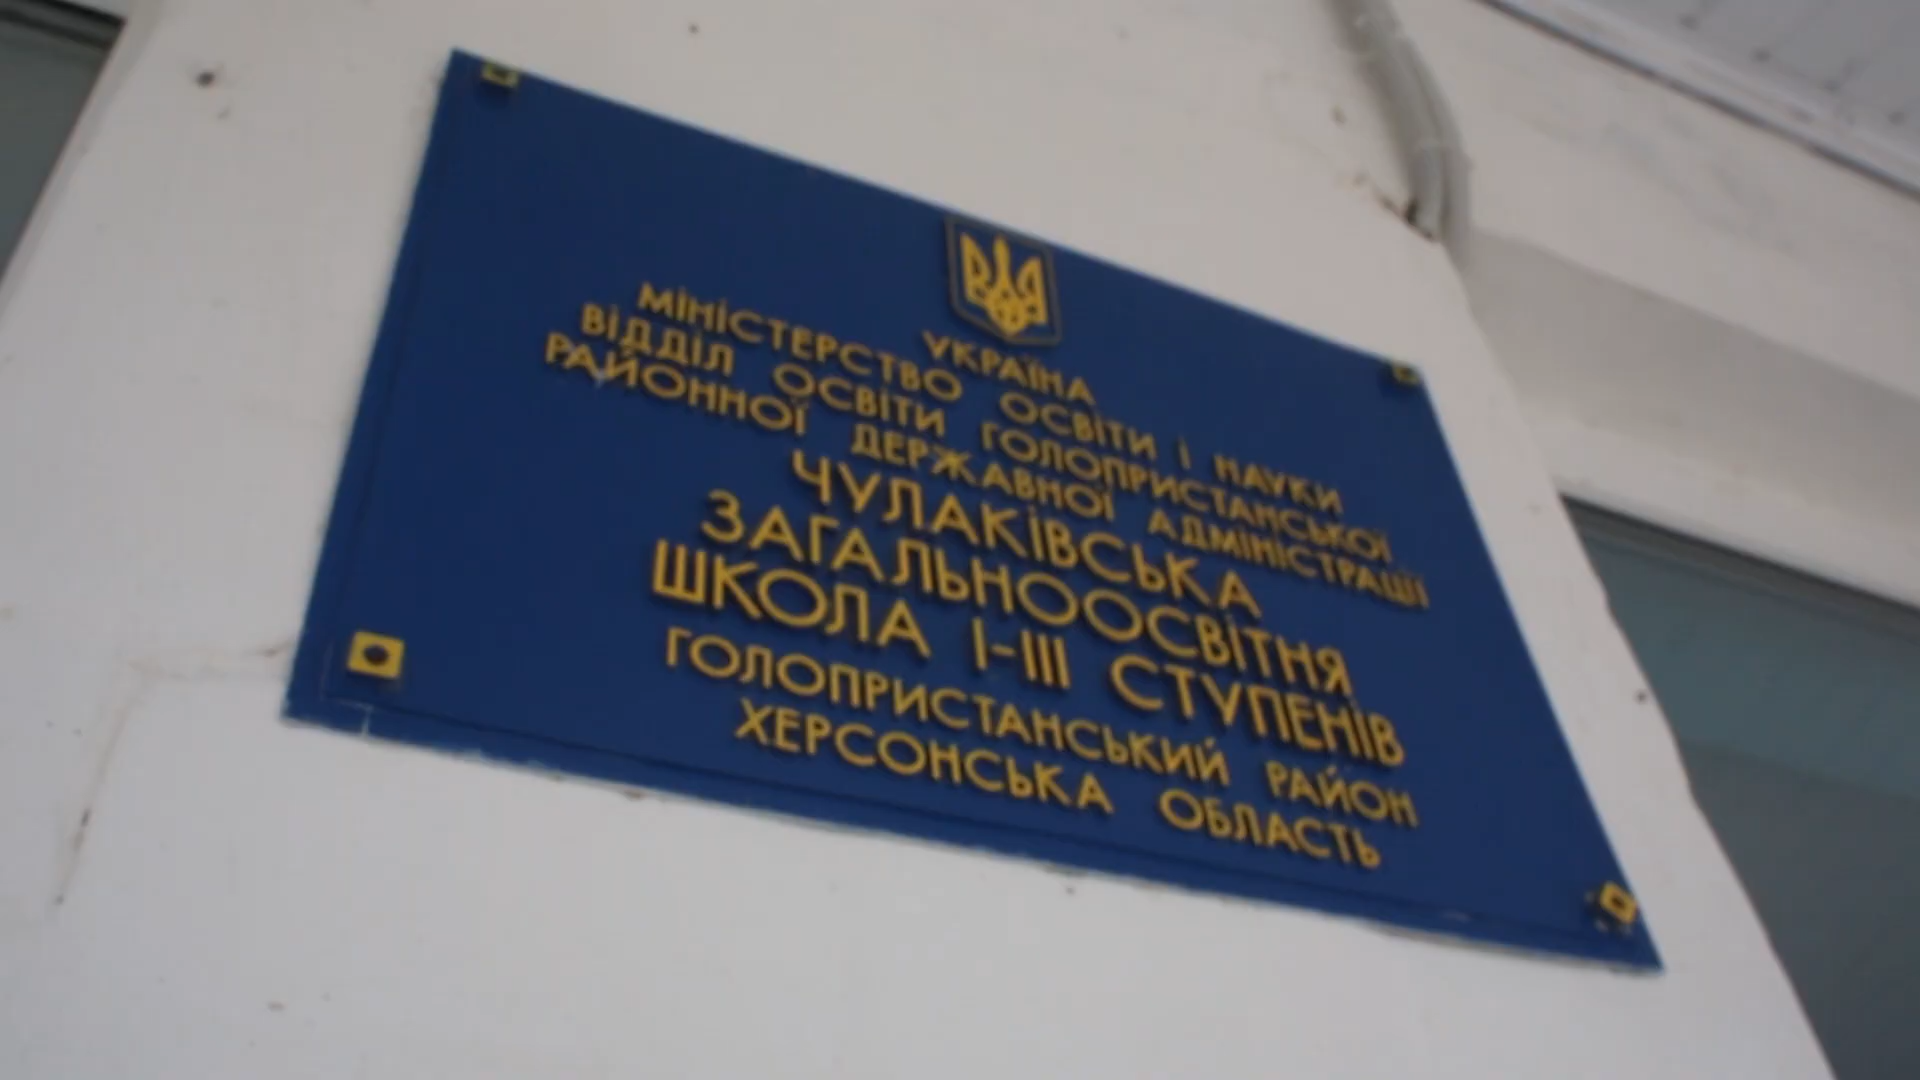 УКРАЇНА
МІНІСТЕРСТВО ОСВІТИ І НАУКИ
ВІДДІЛ ОСВІТИ ГОЛОПРИСТАНСЬКОЇ
РАЙОННОЇ ДЕРЖАВНОЇ АДМІНІСТРАЦІЇ
ЧУЛАКІВСЬКА
ЗАГАЛЬНООСВІТНЯ
ШКОЛА І-ІІІ СТУПЕНІВ
ГОЛОПРИСТАНСЬКИЙ РАЙОН
ХЕРСОНСЬКА ОБЛАСТЬ